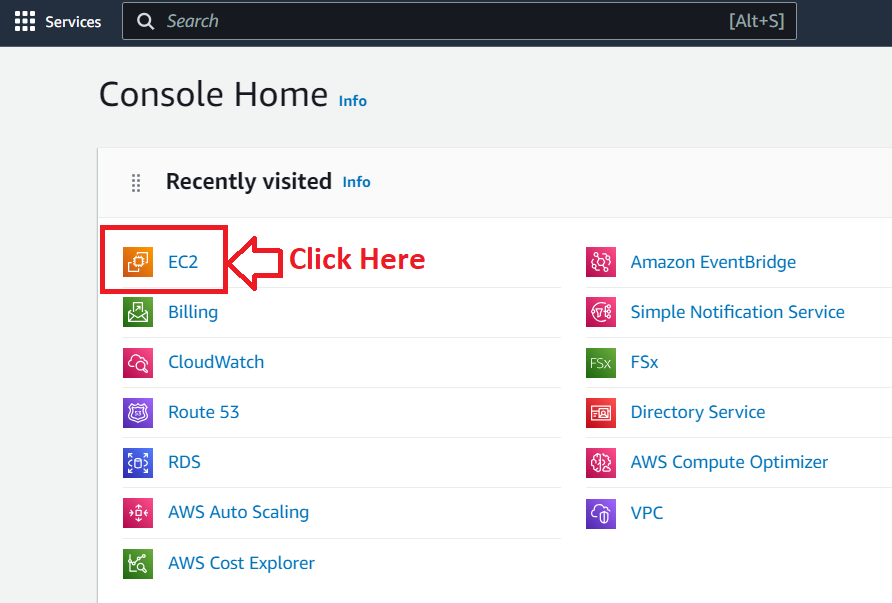 Services
Search [Alt+S]
Console Home Info
Recently visited Info
EC2
Click Here
Billing
CloudWatch
Route 53
RDS
AWS Auto Scaling
AWS Cost Explorer
Amazon EventBridge
Simple Notification Service
FSx FSx
Directory Service
AWS Compute Optimizer
VPC